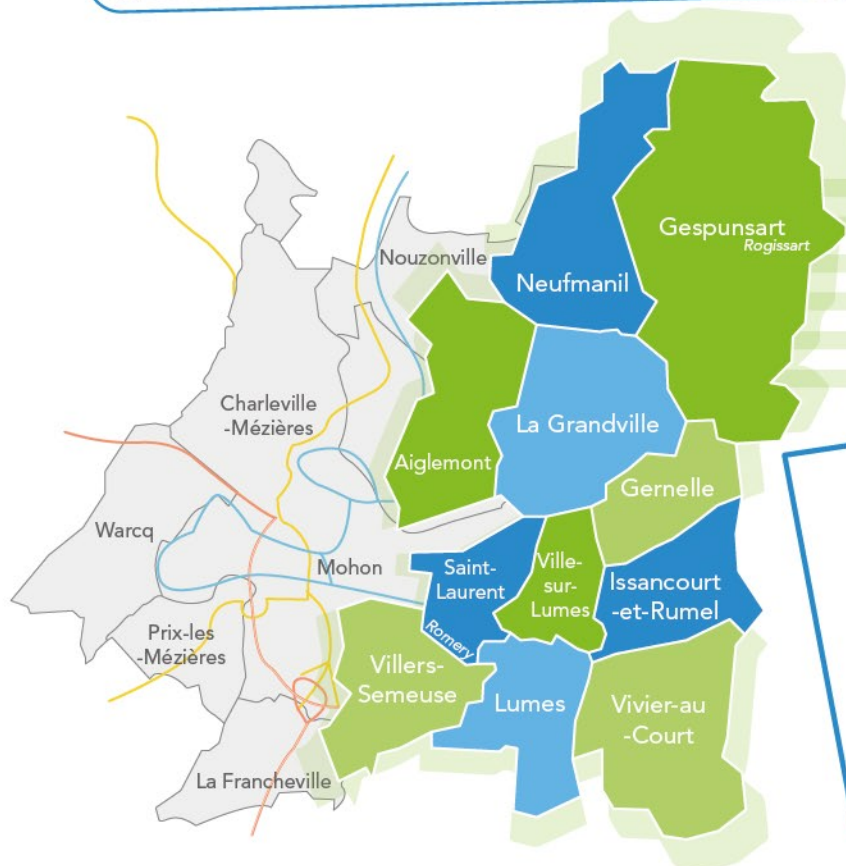 Gespunsart
Rogissart
Nouzonville
Neufmanil
Charleville
-Mézières
La Grandville
Aiglemont
Gernelle
Warcq
Mohon
Saint-
Laurent
Romery
Ville-
sur-
Lumes
Issancourt
-et-Rumel
Prix-les
-Mézières
Villers-
Semeuse
Lumes
Vivier-au
-Court
La Francheville